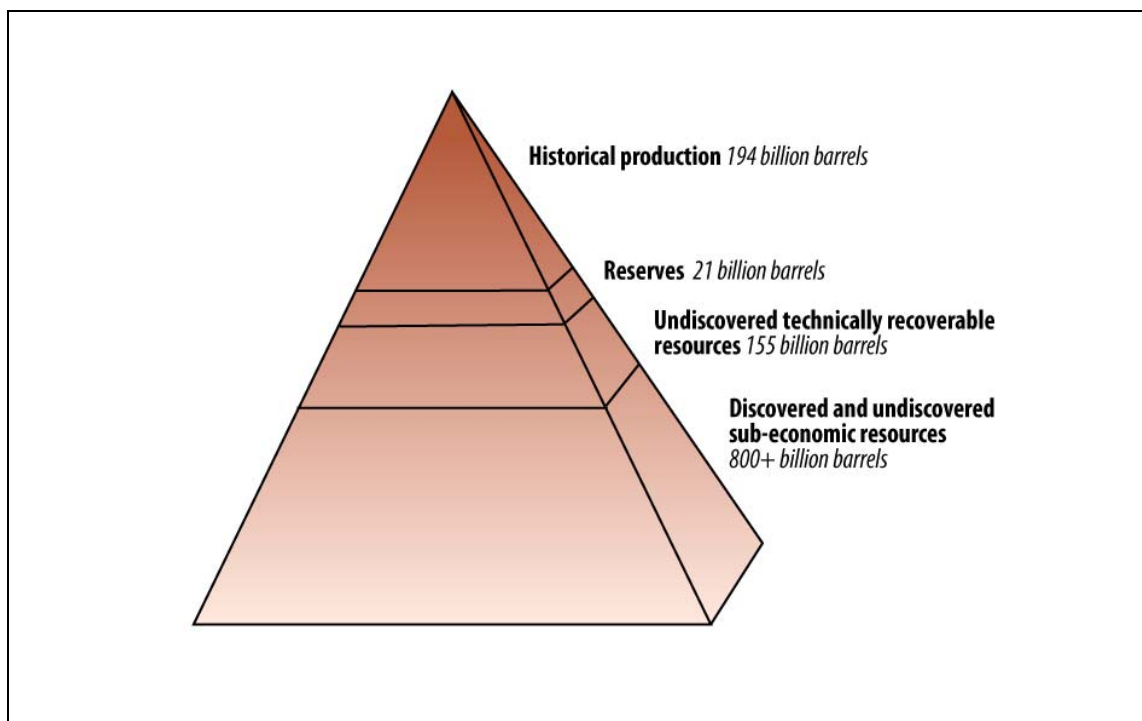 Historical production 194 billion barrels
Reserves 21 billion barrels
Undiscovered technically recoverable
resources 155 billion barrels
Discovered and undiscovered
sub-economic resources
800+ billion barrels